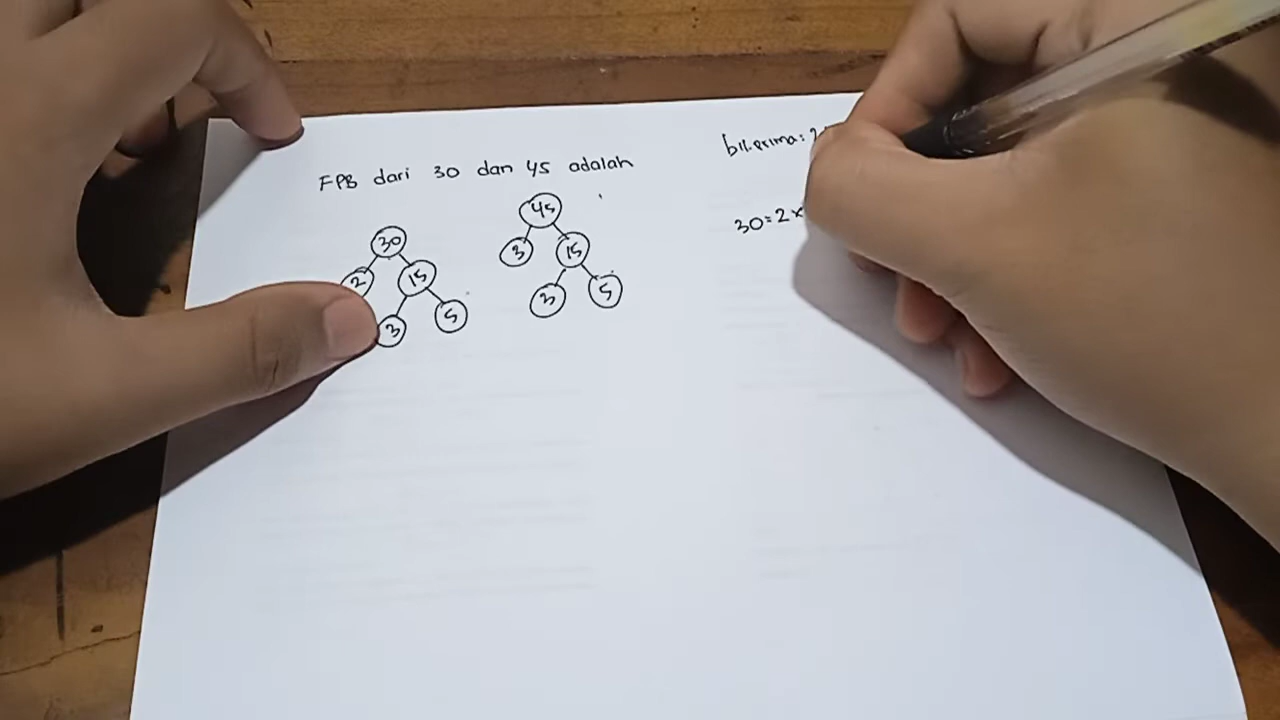 FPB dari 30 dan 45 adalah
30
2 15
3 5
45
3 15
3 5
bil.prima:
30=2x